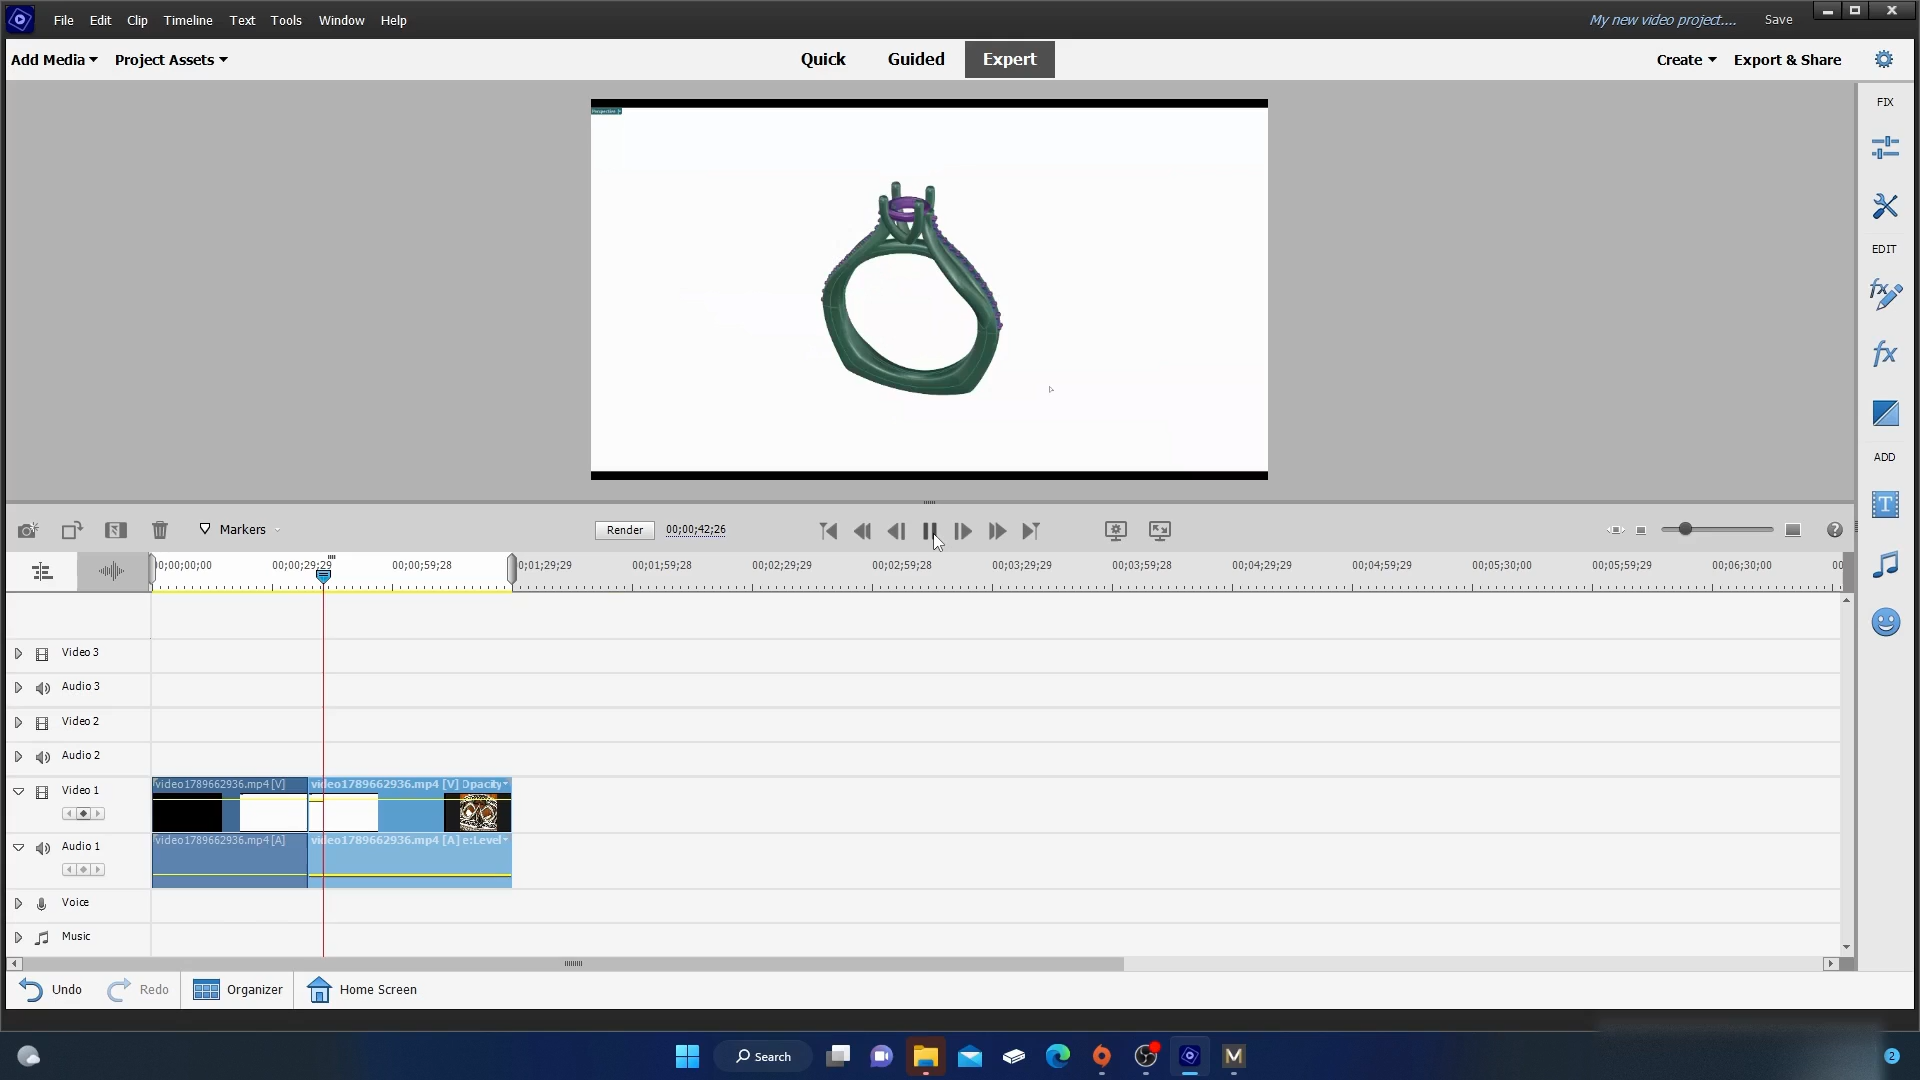 File Edit Clip Timeline Text Tools Window Help My new video project.... Save
Add Media Project Assets Quick Guided Expert Create Export & Share
FIX
Perspective
EDIT
fx
fx
ADD
T
Markers Render 00;00;42;26
00;00;00;00 00;00;29;29 00;00;59;28 0;01;29;29 00;01;59;28 00;02;29;29 00;02;59;28 00;03;29;29 00;03;59;28 00;04;29;29 00;04;59;29 00;05;30;00 00;05;59;29 00;06;30;00 00
Video 3
Audio 3
Video 2
Audio 2
Video 1 video1789662936.mp4 [V] video1789662936.mp4 [V] Opacity
Audio 1 video1789662936.mp4 [A] video1789662936.mp4 [A] e:Level
Voice
Music
Undo Redo Organizer Home Screen
Search M 2